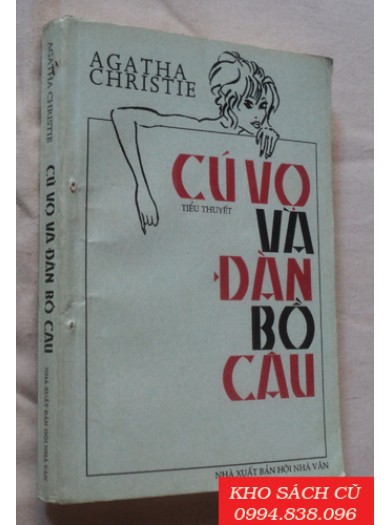 AGATHA
CHRISTIE
CÚ VỌ
TIỂU THUYẾT
VÀ
ĐÀN
BỒ
CÂU
NHÀ XUẤT BẢN HỘI NHÀ VĂN
AGATHA CHRISTIE
CÚ VỌ VÀ ĐÀN BỒ CÂU
NHÀ XUẤT BẢN HỘI NHÀ VĂN
KHO SÁCH CŨ
0994.838.096